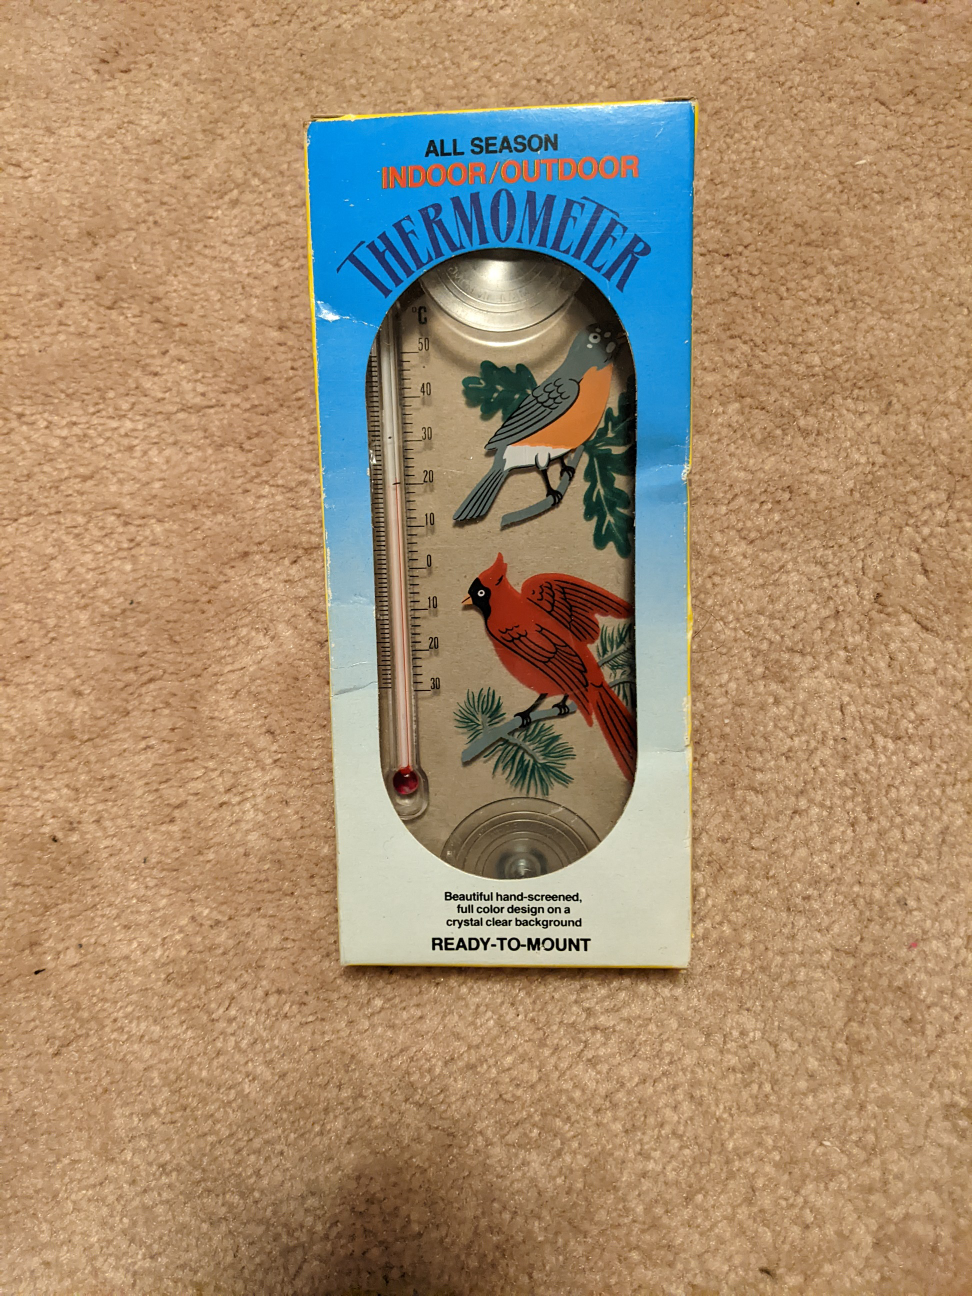 ALL SEASON
INDOOR/OUTDOOR
THERMOMETER
°C
50
40
30
20
10
0
10
20
30
Beautiful hand-screened,
full color design on a
crystal clear background
READY-TO-MOUNT